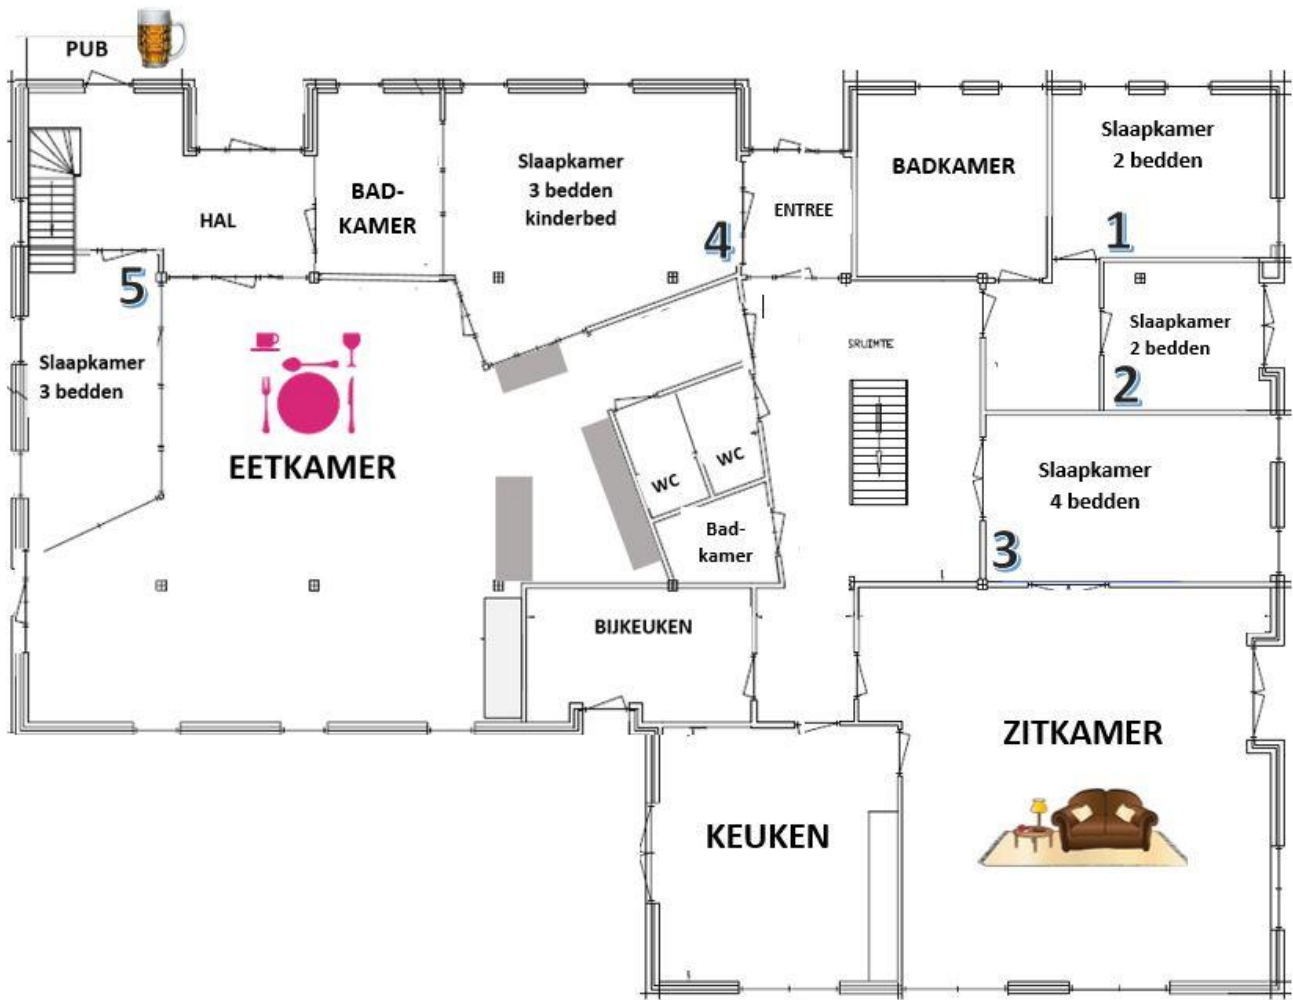 PUB
Slaapkamer
2 bedden
1
BADKAMER
Slaapkamer
3 bedden
kinderbed
4
ENTREE
BAD-
KAMER
HAL
5
Slaapkamer
3 bedden
EETKAMER
Slaapkamer
2 bedden
2
WC
WC
Bad-
kamer
Slaapkamer
4 bedden
3
BIJKEUKEN
ZITKAMER
KEUKEN